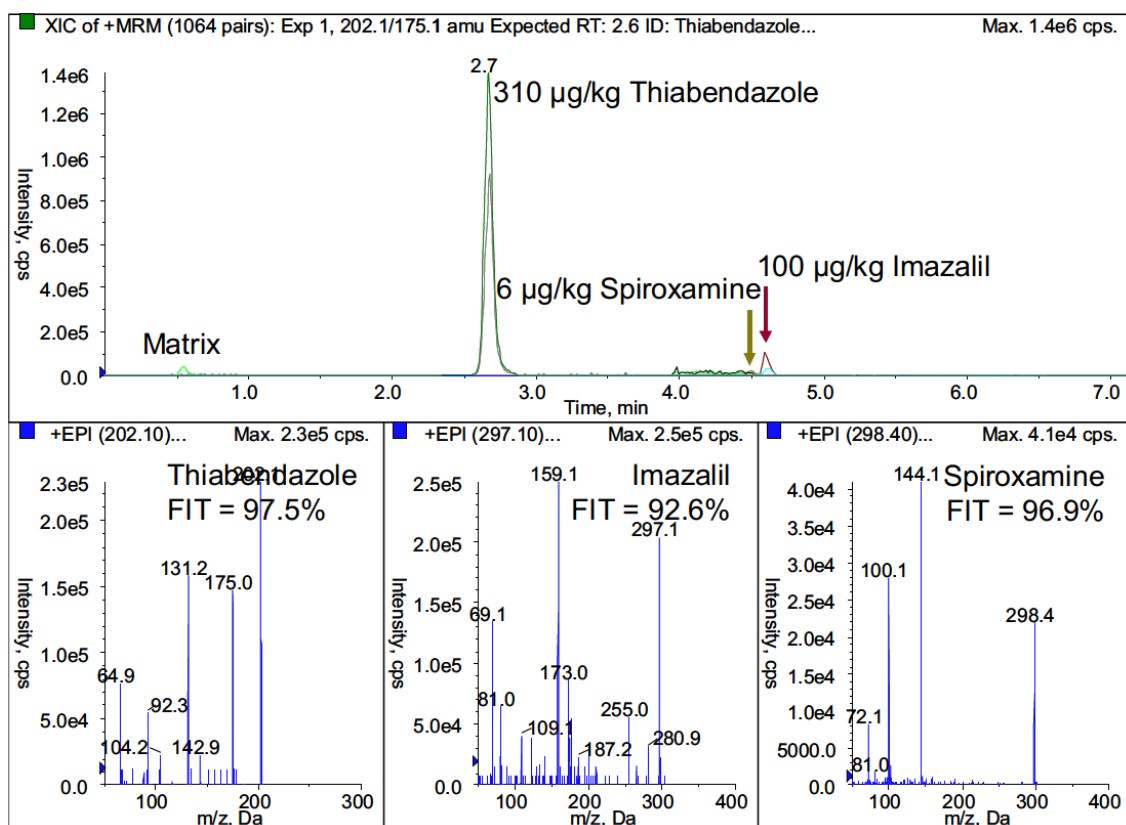 XIC of +MRM (1064 pairs): Exp 1, 202.1/175.1 amu Expected RT: 2.6 ID: Thiabendazole... Max. 1.4e6 cps.
2.7
1.4e6
310 µg/kg Thiabendazole
1.2e6
1.0e6
8.0e5
6.0e5
4.0e5
2.0e5
0.0
Intensity, cps
100 µg/kg Imazalil
6 µg/kg Spiroxamine
Matrix
1.0 2.0 3.0 4.0 5.0 6.0 7.0
Time, min
+EPI (202.10)... Max. 2.3e5 cps.
Thiabendazole
202.1
FIT = 97.5%
2.3e5
2.0e5
1.5e5
1.0e5
5.0e4
0.0
Intensity, cps
131.2
175.0
64.9
92.3
104.2
142.9
100 200 300
m/z, Da
+EPI (297.10)... Max. 2.5e5 cps.
159.1
Imazalil
FIT = 92.6%
2.5e5
2.0e5
1.5e5
1.0e5
5.0e4
0.0
Intensity, cps
297.1
69.1
173.0
81.0
255.0
109.1
187.2
280.9
100 200 300 400
m/z, Da
+EPI (298.40)... Max. 4.1e4 cps.
144.1
Spiroxamine
FIT = 96.9%
4.0e4
3.5e4
3.0e4
2.5e4
2.0e4
1.5e4
1.0e4
5000.0
0.0
Intensity, cps
100.1
298.4
72.1
81.0
100 200 300 400
m/z, Da